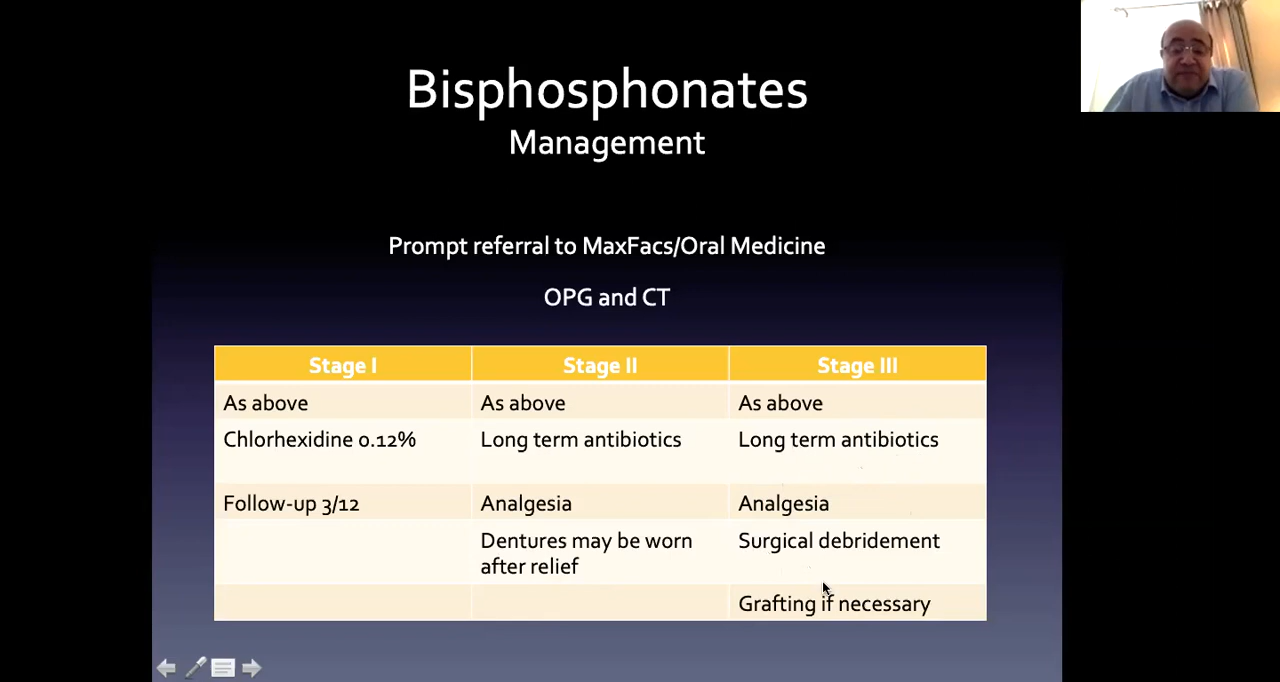 Bisphosphonates
Management
Prompt referral to MaxFacs/Oral Medicine
OPG and CT
Stage I Stage II Stage III
As above As above As above
Chlorhexidine 0.12% Long term antibiotics Long term antibiotics
Follow-up 3/12 Analgesia Analgesia
Dentures may be worn Surgical debridement
after relief
Grafting if necessary